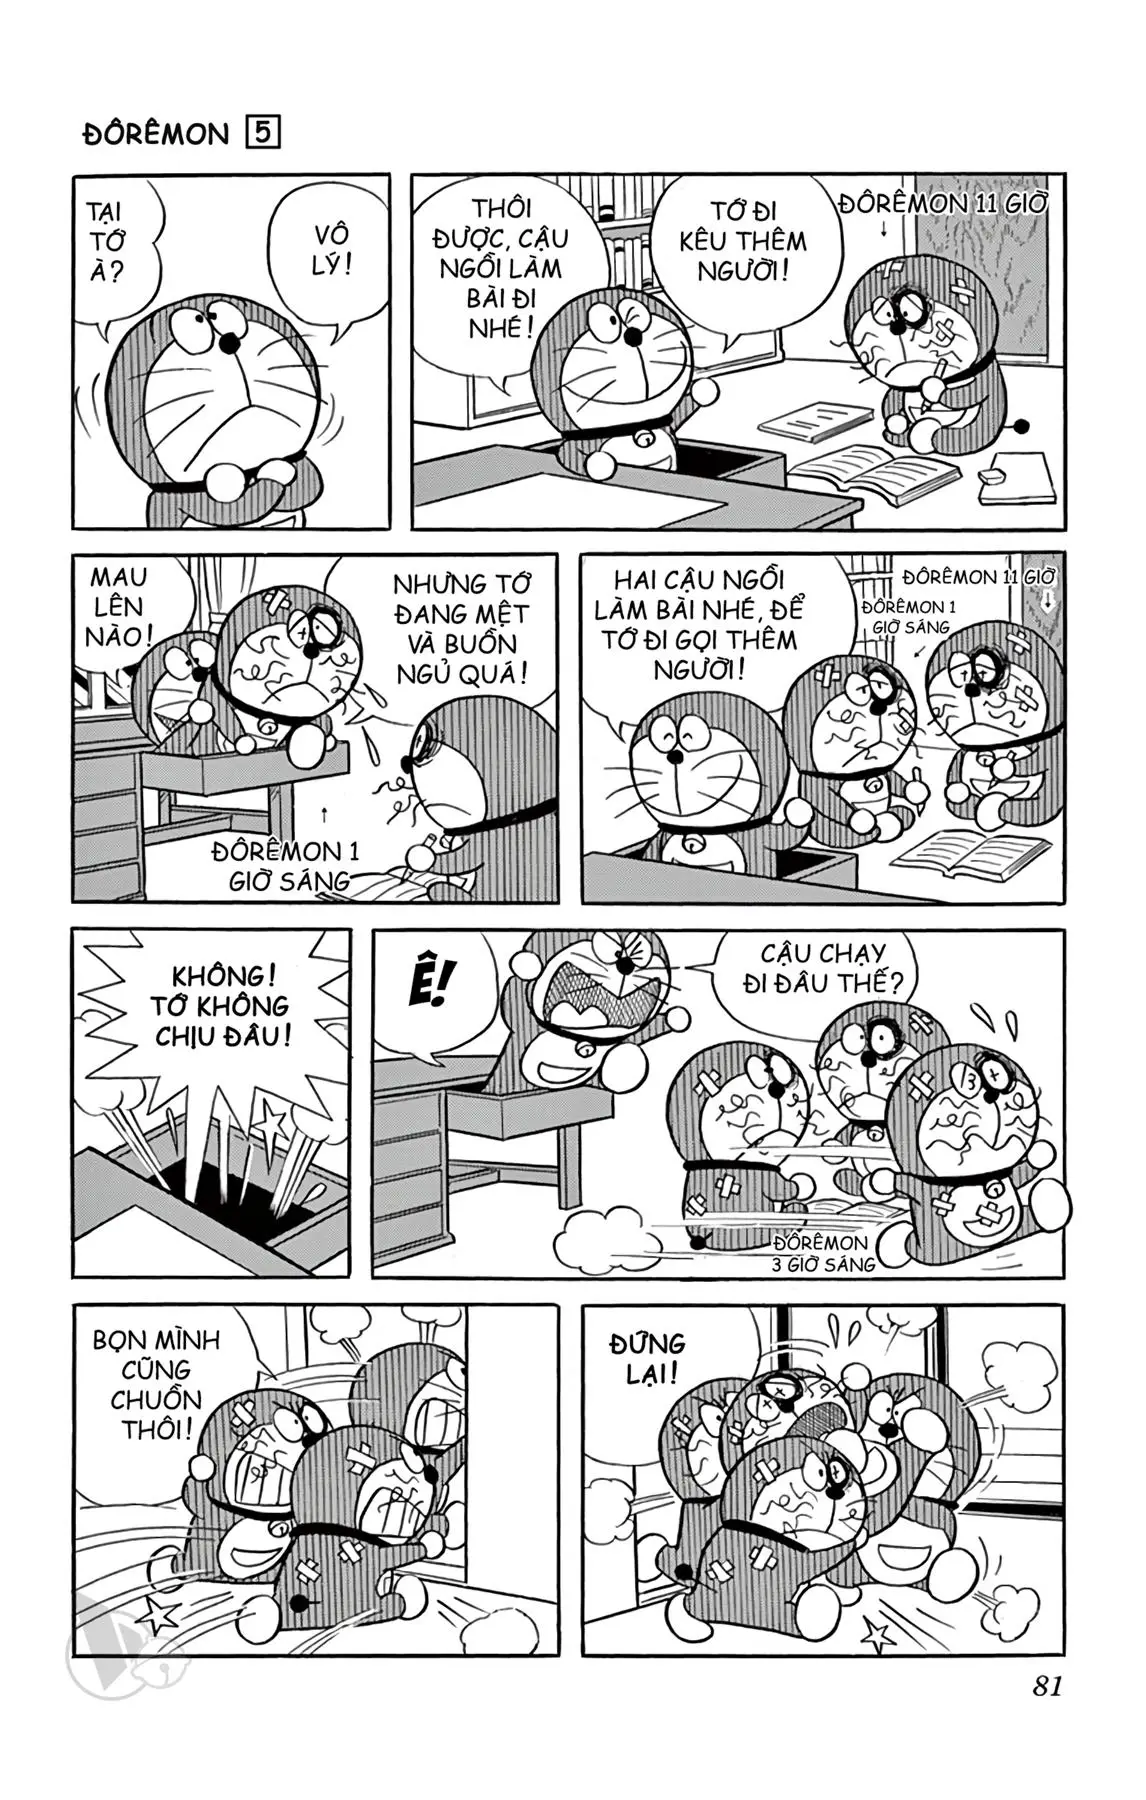 ĐÔRÊMON 5
TẠI
TỚ
À?
VÔ
LÝ!
THÔI
ĐƯỢC, CẬU
NGỒI LÀM
BÀI ĐI
NHÉ!
TỚ ĐI
KÊU THÊM
NGƯỜI!
ĐÔRÊMON 11 GIỜ
MAU
LÊN
NÀO!
NHƯNG TỚ
ĐANG MỆT
VÀ BUỒN
NGỦ QUÁ!
ĐÔRÊMON 1
GIỜ SÁNG
HAI CẬU NGỒI
LÀM BÀI NHÉ, ĐỂ
TỚ ĐI GỌI THÊM
NGƯỜI!
ĐÔRÊMON 1
GIỜ SÁNG
ĐÔRÊMON 11 GIỜ
KHÔNG!
TỚ KHÔNG
CHỊU ĐÂU!
Ê!
CẬU CHẠY
ĐI ĐÂU THẾ?
ĐÔRÊMON
3 GIỜ SÁNG
BỌN MÌNH
CŨNG
CHUỒN
THÔI!
ĐỨNG
LẠI!
81